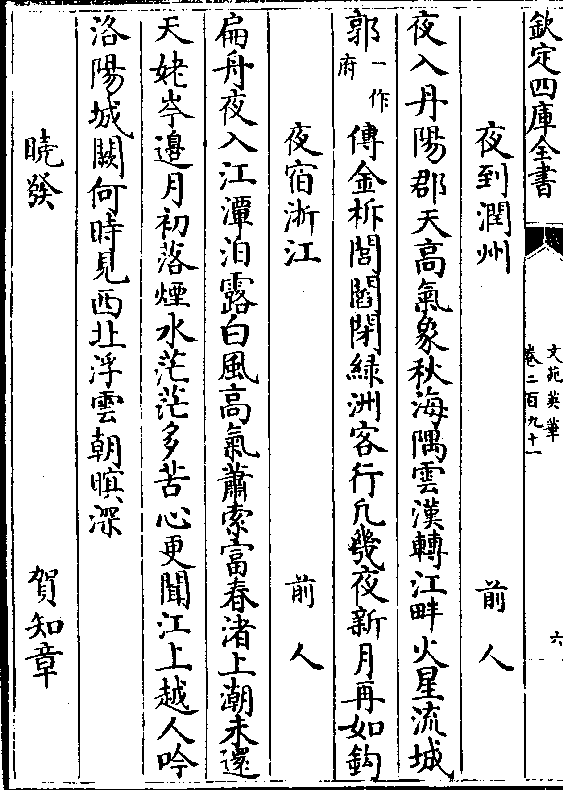 欽定四庫全書
文苑英華
卷二百九十一
六
夜到潤州
前人
夜入丹陽郡天高氣象秋海隅雲漢轉江畔火星流城
郭一作府傳金柝閭閻閉綠洲客行凡幾夜新月再如鈎
夜宿浙江
前人
扁舟夜入江潭泊露白風高氣蕭索富春渚上潮未還
天姥岑邊月初落煙水茫茫多苦心更聞江上越人吟
洛陽城闕何時見西北浮雲朝暝深
曉發
賀知章